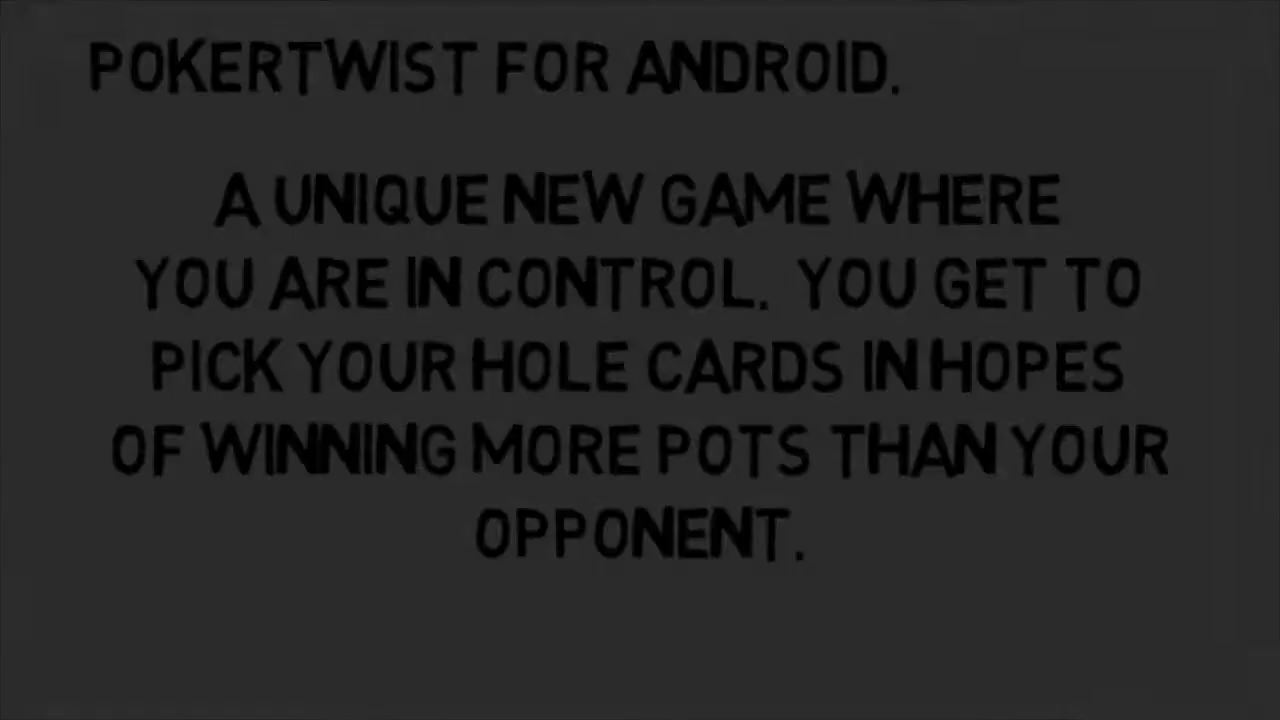 POKERTWIST FOR ANDROID.
A UNIQUE NEW GAME WHERE
YOU ARE IN CONTROL. YOU GET TO
PICK YOUR HOLE CARDS IN HOPES
OF WINNING MORE POTS THAN YOUR
OPPONENT.